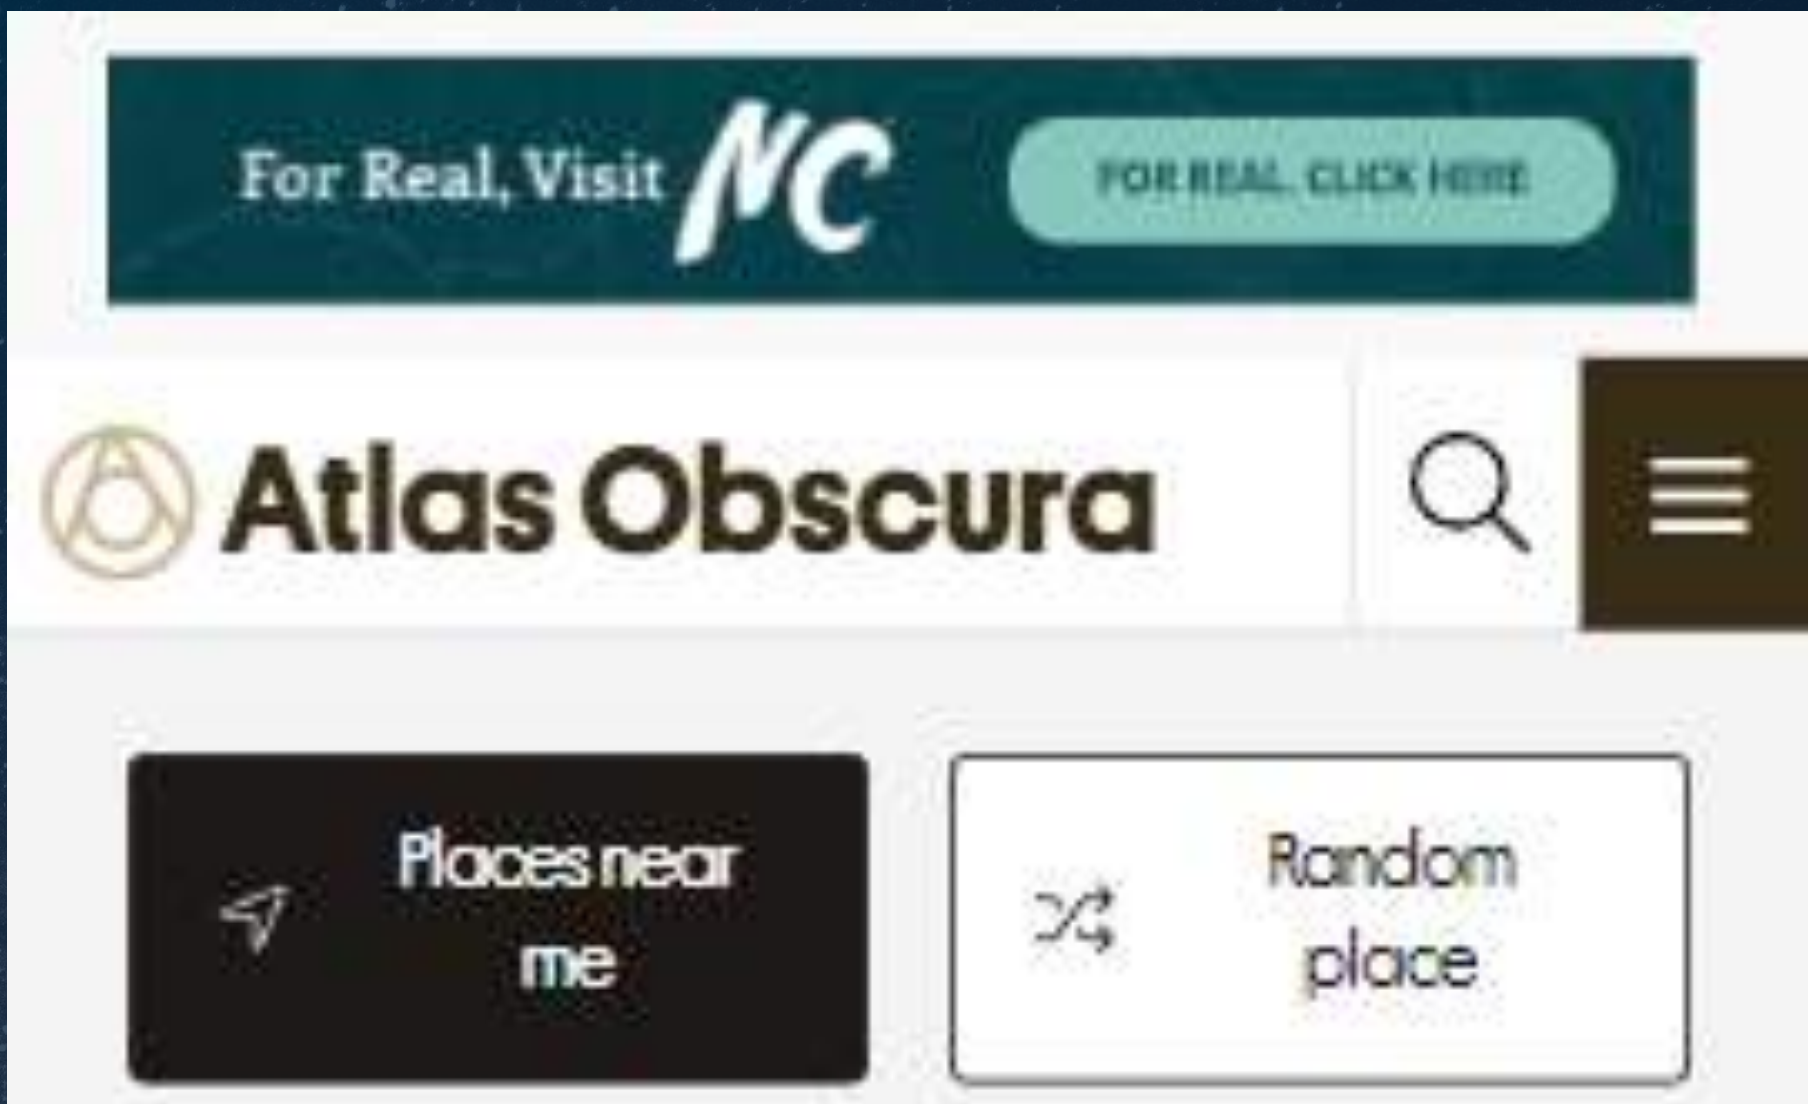 For Real, Visit NC
FOR REAL. CLICK HERE
Atlas Obscura
Places near
me
Random
place